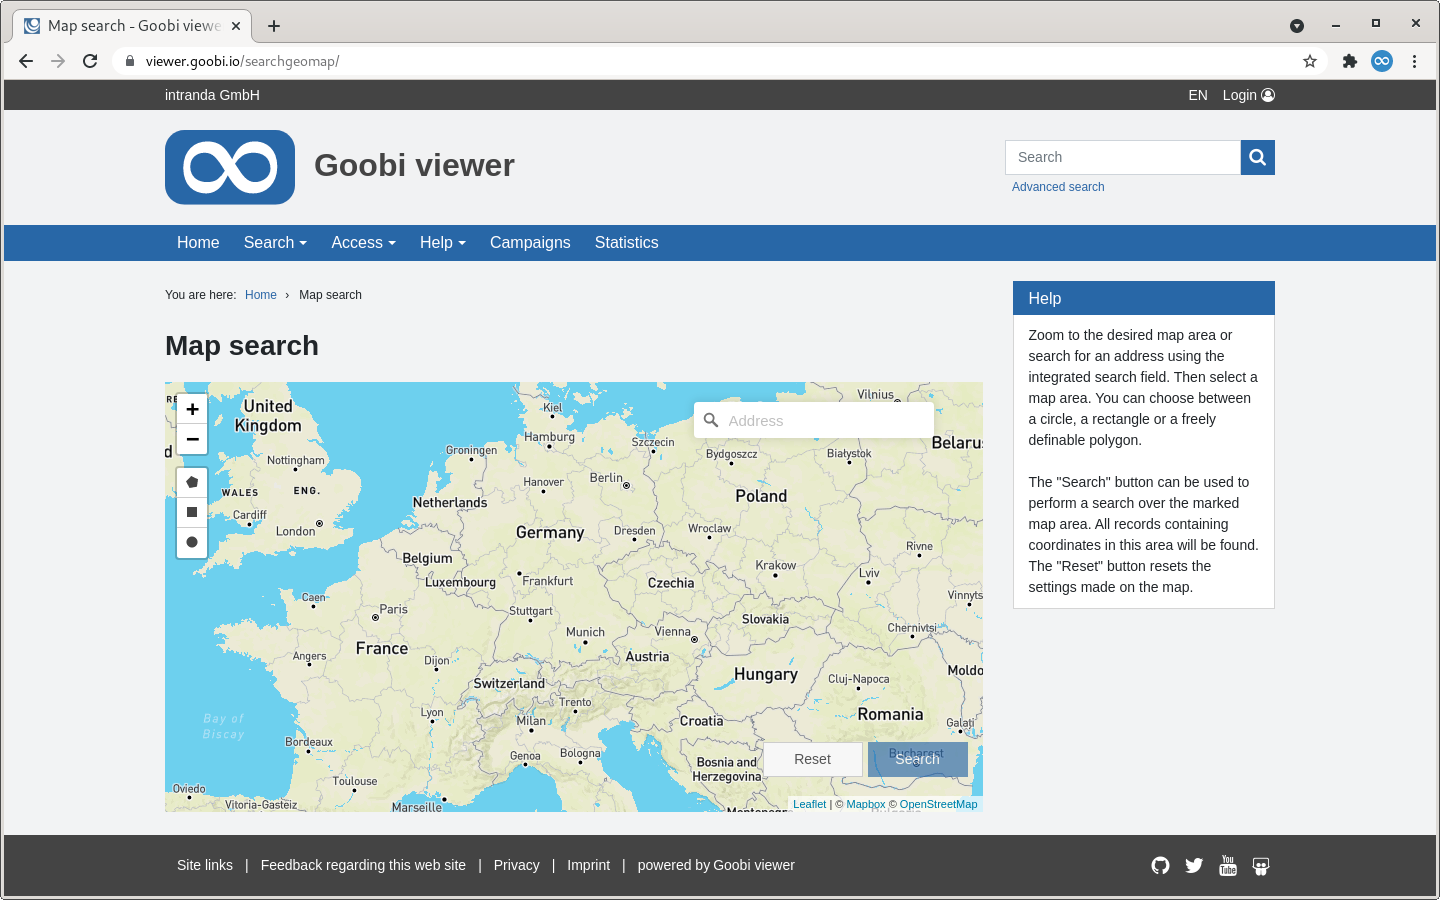 Map search - Goobi viewe
viewer.goobi.io/searchgeomap/
intranda GmbH
EN Login
Goobi viewer
Search
Advanced search
Home Search Access Help Campaigns Statistics
You are here: Home › Map search
Map search
Help
Zoom to the desired map area or
search for an address using the
integrated search field. Then select a
map area. You can choose between
a circle, a rectangle or a freely
definable polygon.
The "Search" button can be used to
perform a search over the marked
map area. All records containing
coordinates in this area will be found.
The "Reset" button resets the
settings made on the map.
+
−
Address
United
Kingdom
Kiel
Vilnius
Hamburg
Szczecin
Belarus
Groningen
Bydgoszcz
Białystok
Nottingham
Berlin
Hanover
WALES
ENG.
Netherlands
Poland
Cardiff
London
Germany
Dresden
Wroclaw
Rivne
Belgium
Krakow
Lviv
Luxembourg
Frankfurt
Czechia
Caen
Paris
Stuttgart
Vinnyts
Slovakia
Munich
Vienna
Chernivtsi
France
Angers
Dijon
Austria
Switzerland
Hungary
Moldo
Cluj-Napoca
Trento
Lyon
Milan
Croatia
Romania
Bay of
Biscay
Galați
Bordeaux
Genoa
Bologna
Bosnia and
Herzegovina
Bucharest
Reset
Search
Toulouse
Oviedo
Vitoria-Gasteiz
Marseille
Montenegro
Leaflet | © Mapbox © OpenStreetMap
Site links | Feedback regarding this web site | Privacy | Imprint | powered by Goobi viewer
You
Tube